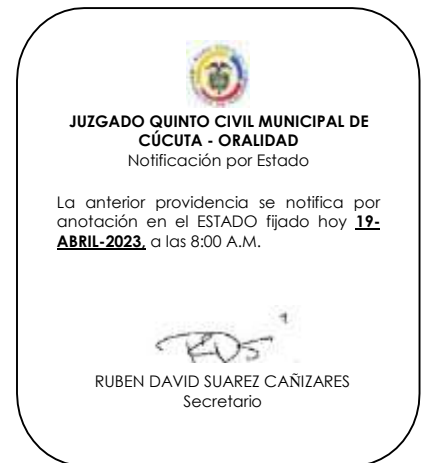 JUZGADO QUINTO CIVIL MUNICIPAL DE
CÚCUTA - ORALIDAD
Notificación por Estado
La anterior providencia se notifica por
anotación en el ESTADO fijado hoy 19-
ABRIL-2023, a las 8:00 A.M.
RUBEN DAVID SUAREZ CAÑIZARES
Secretario